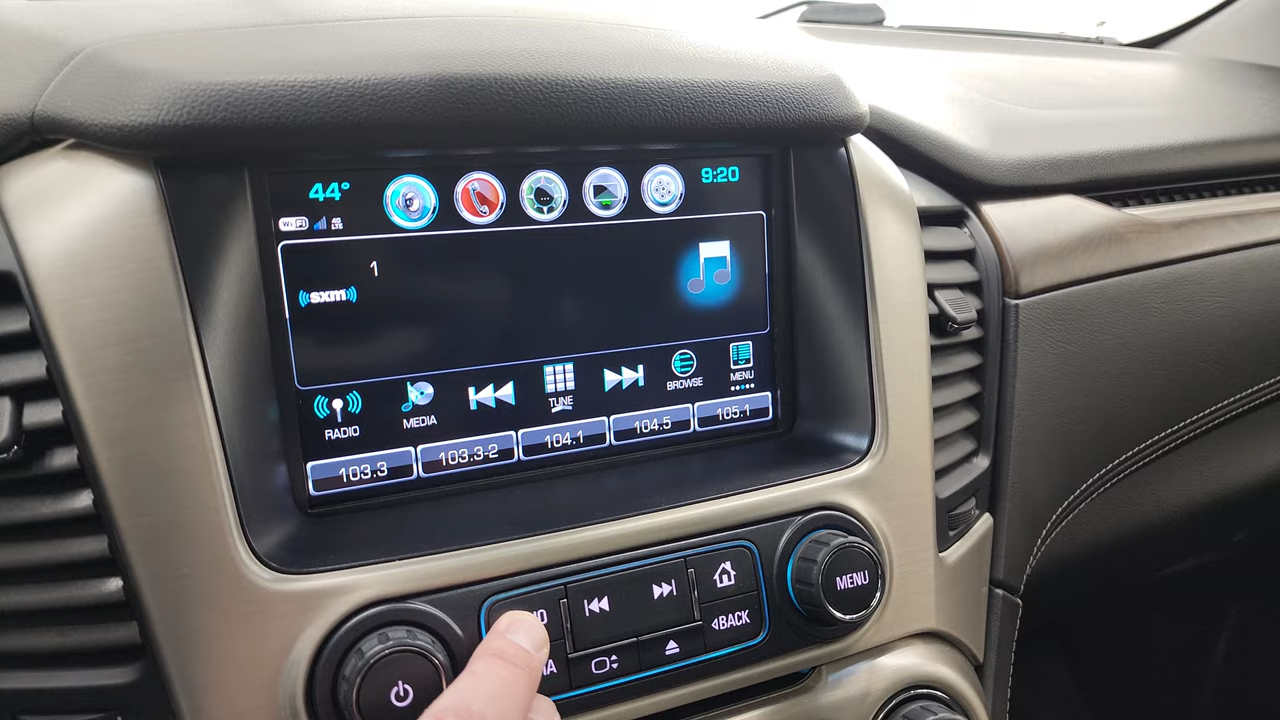 44°
9:20
WiFi
4G
LTE
1
sxm
RADIO
MEDIA
TUNE
BROWSE
MENU
103.3
103.3-2
104.1
104.5
105.1
MENU
BACK